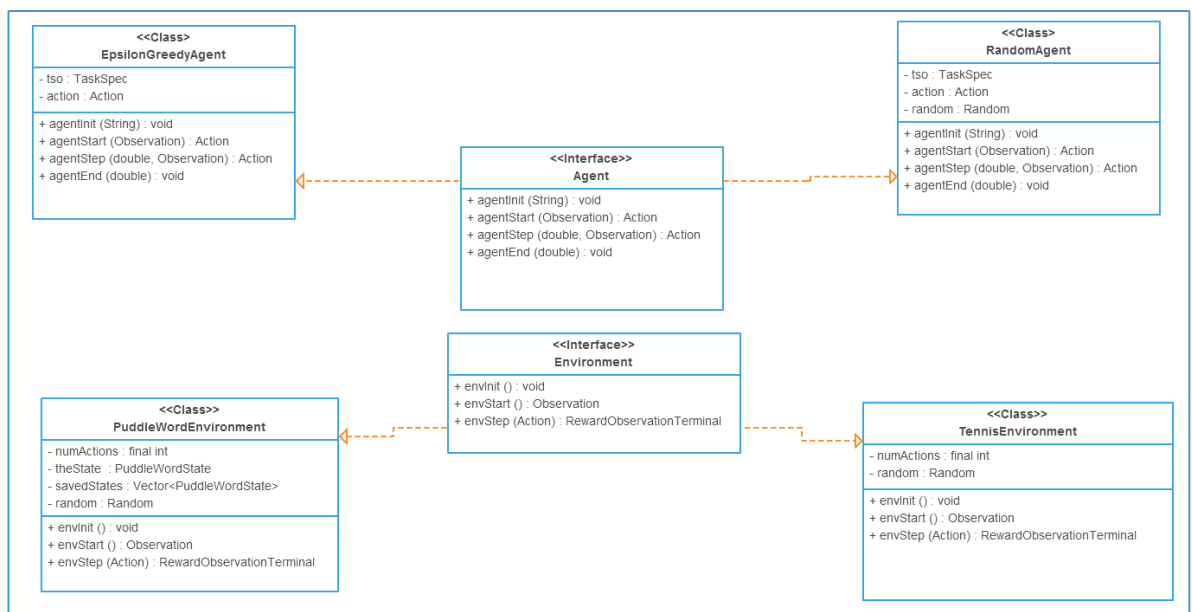 <<Class>
EpsilonGreedyAgent
- tso : TaskSpec
- action : Action
+ agentInit (String) : void
+ agentStart (Observation) : Action
+ agentStep (double, Observation) : Action
+ agentEnd (double) : void
<<Class>
RandomAgent
- tso : TaskSpec
- action : Action
- random : Random
+ agentInit (String) : void
+ agentStart (Observation) : Action
+ agentStep (double, Observation) : Action
+ agentEnd (double) : void
<<Interface>>
Agent
+ agentInit (String) : void
+ agentStart (Observation) : Action
+ agentStep (double, Observation) : Action
+ agentEnd (double) : void
<<Interface>>
Environment
+ envInit () : void
+ envStart () : Observation
+ envStep (Action) : RewardObservationTerminal
<<Class>>
PuddleWordEnvironment
- numActions : final int
- theState : PuddleWordState
- savedStates : Vector<PuddleWordState>
- random : Random
+ envInit () : void
+ envStart () : Observation
+ envStep (Action) : RewardObservationTerminal
<<Class>>
TennisEnvironment
- numActions : final int
- random : Random
+ envInit () : void
+ envStart () : Observation
+ envStep (Action) : RewardObservationTerminal